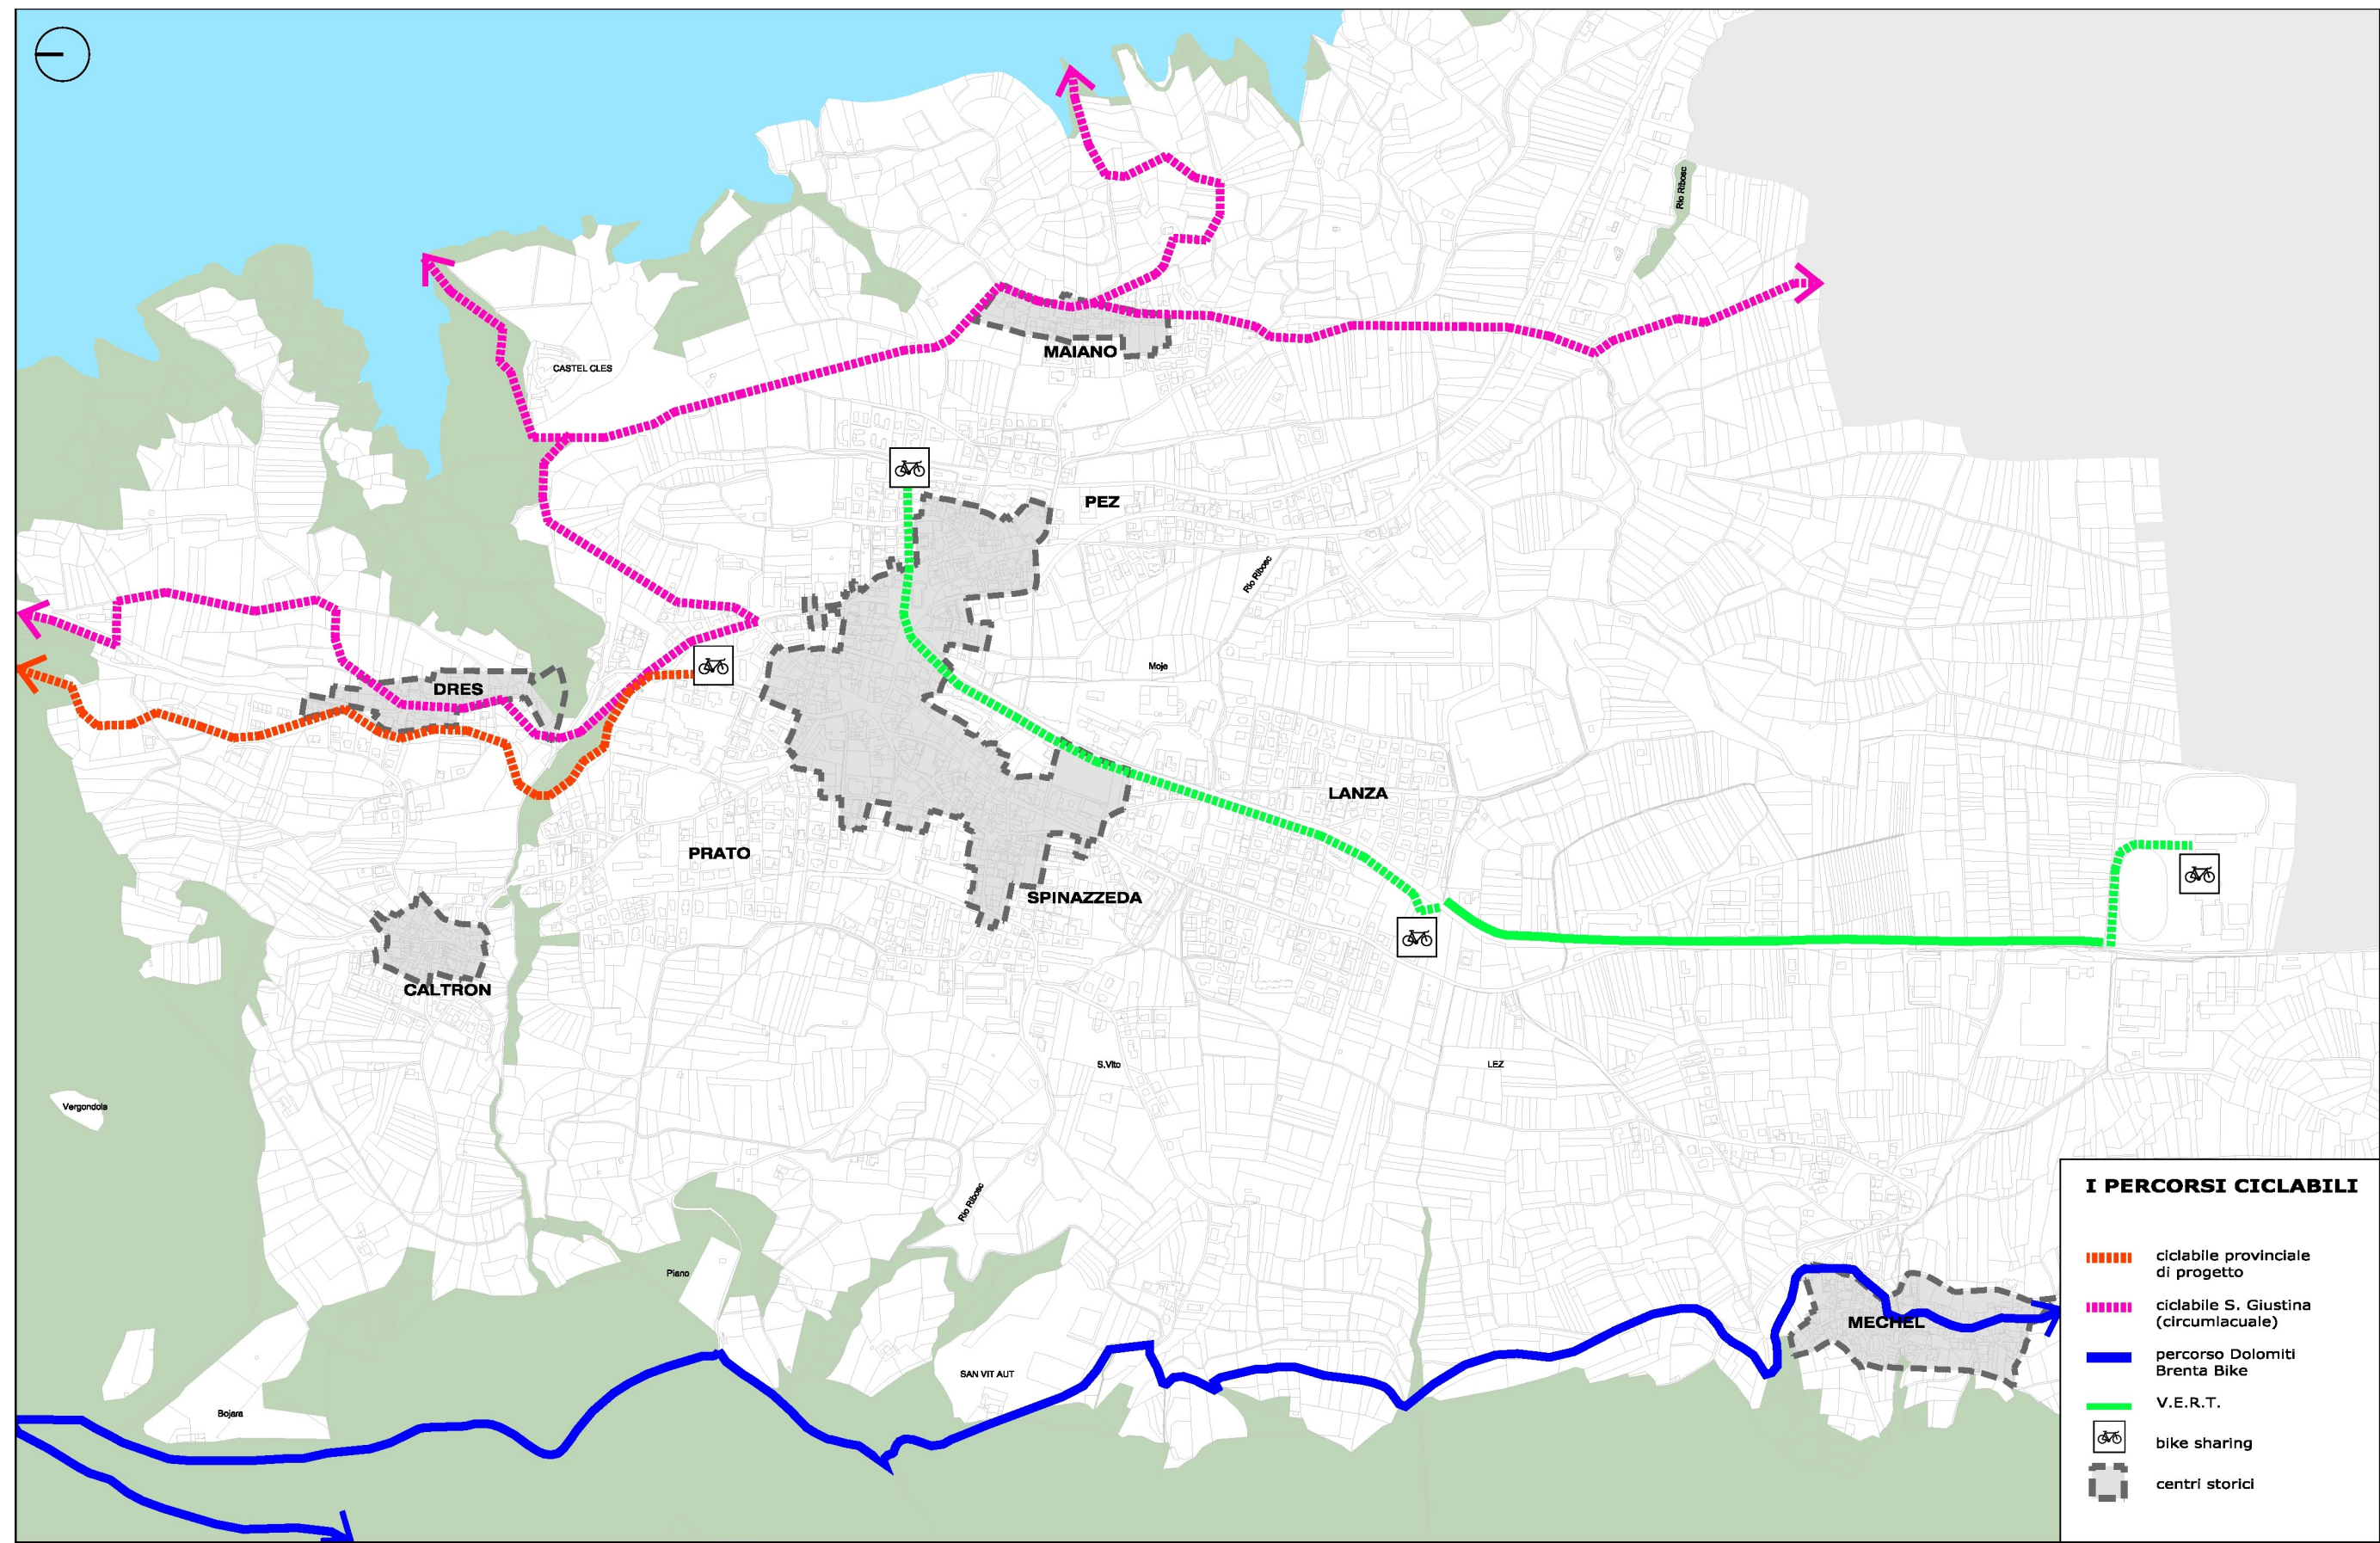 Rio Ribosc
MAIANO
CASTEL CLES
PEZ
Rio Ribosc
Moje
DRES
LANZA
PRATO
SPINAZZEDA
CALTRON
S.Vito
LEZ
Vergondola
Rio Ribosc
Plano
MECHEL
SAN VIT AUT
Bojara
I PERCORSI CICLABILI
ciclabile provinciale
di progetto
ciclabile S. Giustina
(circumlacuale)
percorso Dolomiti
Brenta Bike
V.E.R.T.
bike sharing
centri storici